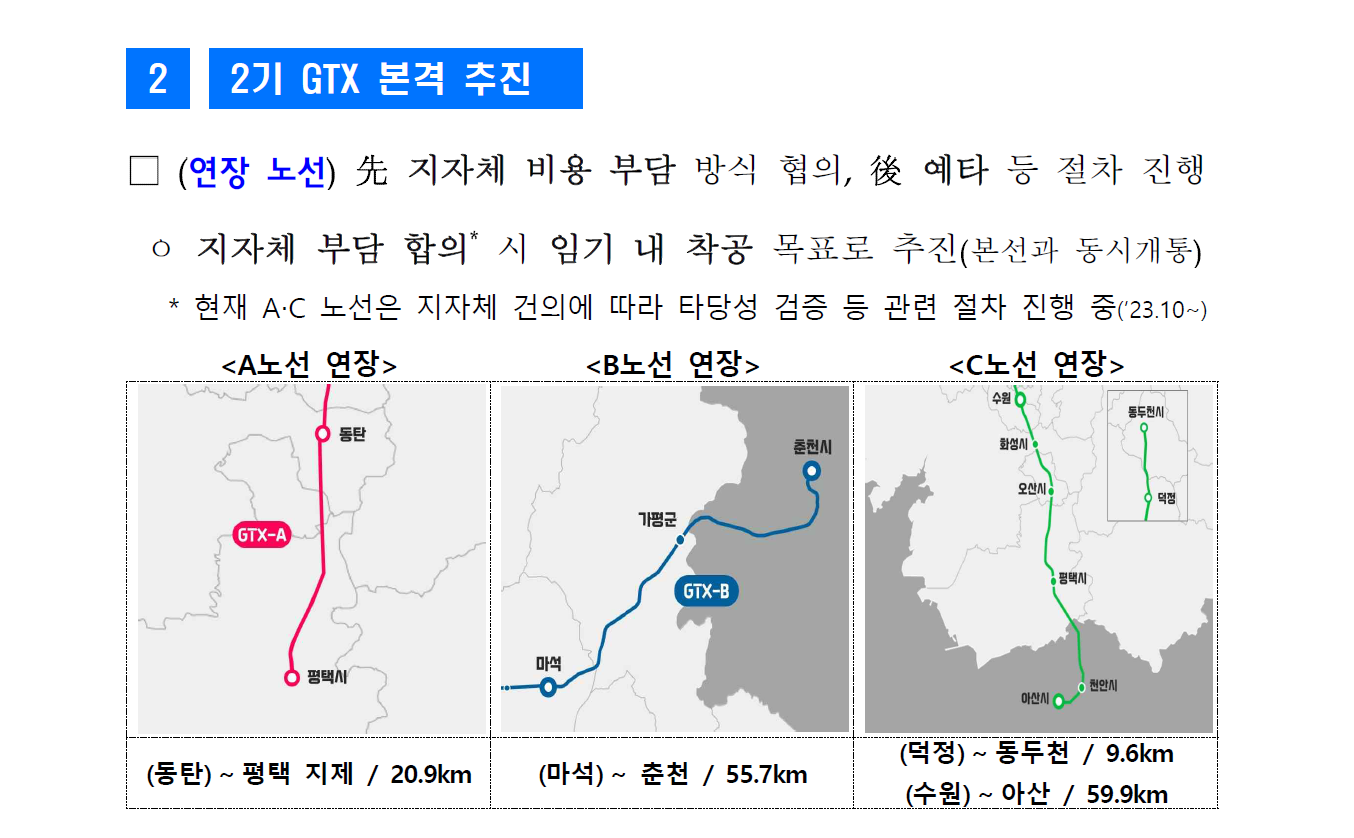 2 2기 GTX 본격 추진
□ (연장 노선) 先 지자체 비용 부담 방식 협의, 後 예타 등 절차 진행
ㅇ 지자체 부담 합의* 시 임기 내 착공 목표로 추진(본선과 동시개통)
* 현재 A·C 노선은 지자체 건의에 따라 타당성 검증 등 관련 절차 진행 중(‘23.10~)
<A노선 연장> <B노선 연장> <C노선 연장>
동탄
GTX-A
평택시
춘천시
가평군
GTX-B
마석
수원
화성시
오산시
평택시
천안시
아산시
동두천시
덕정
(동탄) ~ 평택 지제 / 20.9km
(마석) ~ 춘천 / 55.7km
(덕정) ~ 동두천 / 9.6km
(수원) ~ 아산 / 59.9km